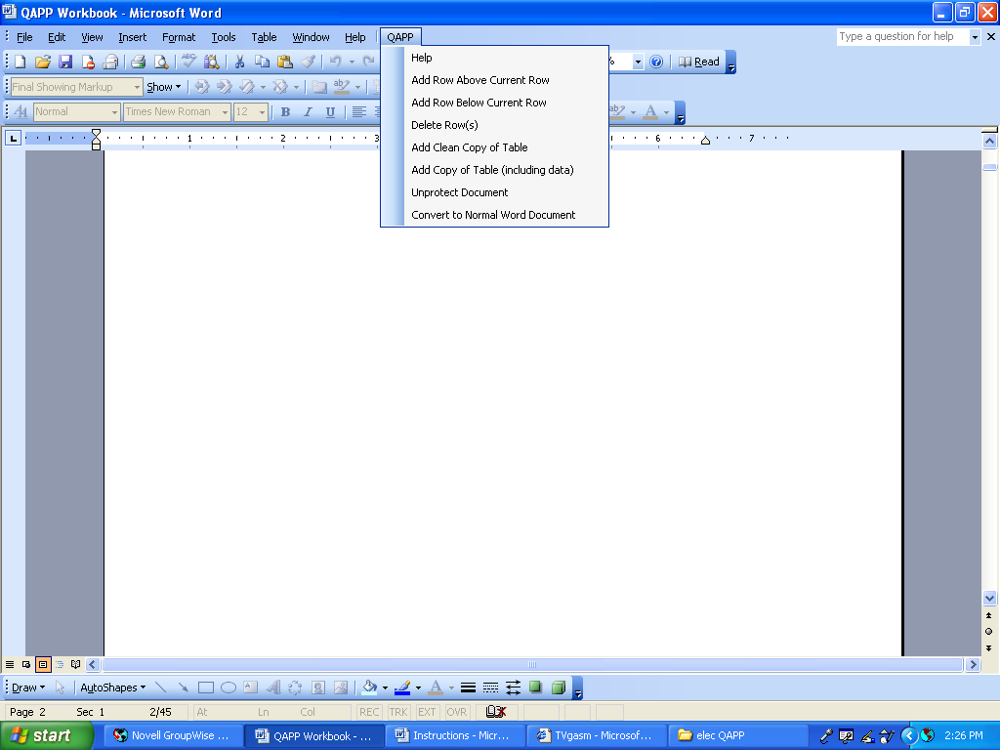 QAPP Workbook - Microsoft Word
File Edit View Insert Format Tools Table Window Help QAPP Type a question for help
Help
% Read
Add Row Above Current Row
Final Showing Markup Show
Add Row Below Current Row
Normal Times New Roman 12 B I U A
Delete Row(s)
1 2 3 6 7
Add Clean Copy of Table
Add Copy of Table (including data)
Unprotect Document
Convert to Normal Word Document
Draw AutoShapes
Page 2 Sec 1 2/45 At Ln Col REC TRK EXT OVR
start Novell GroupWise ... QAPP Workbook - ... Instructions - Micr... TVgasm - Microsof... elec QAPP 2:26 PM